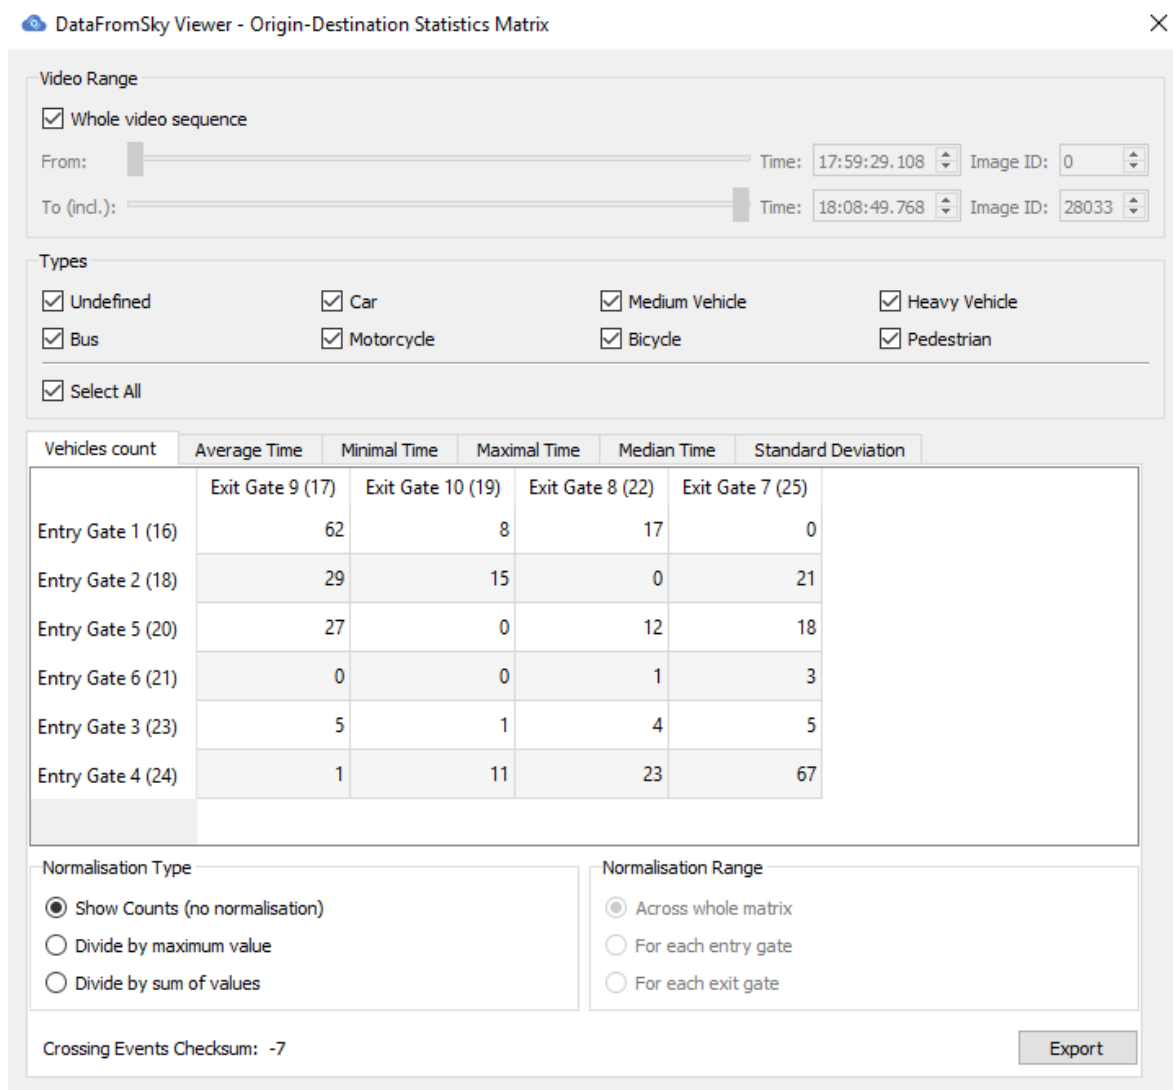 DataFromSky Viewer - Origin-Destination Statistics Matrix
Video Range
Whole video sequence
From: Time: 17:59:29.108 Image ID: 0
To (incl.): Time: 18:08:49.768 Image ID: 28033
Types
Undefined Car Medium Vehicle Heavy Vehicle
Bus Motorcycle Bicycle Pedestrian
Select All
Vehicles count Average Time Minimal Time Maximal Time Median Time Standard Deviation
Exit Gate 9 (17) Exit Gate 10 (19) Exit Gate 8 (22) Exit Gate 7 (25)
Entry Gate 1 (16) 62 8 17 0
Entry Gate 2 (18) 29 15 0 21
Entry Gate 5 (20) 27 0 12 18
Entry Gate 6 (21) 0 0 1 3
Entry Gate 3 (23) 5 1 4 5
Entry Gate 4 (24) 1 11 23 67
Normalisation Type Normalisation Range
Show Counts (no normalisation) Across whole matrix
Divide by maximum value For each entry gate
Divide by sum of values For each exit gate
Crossing Events Checksum: -7 Export